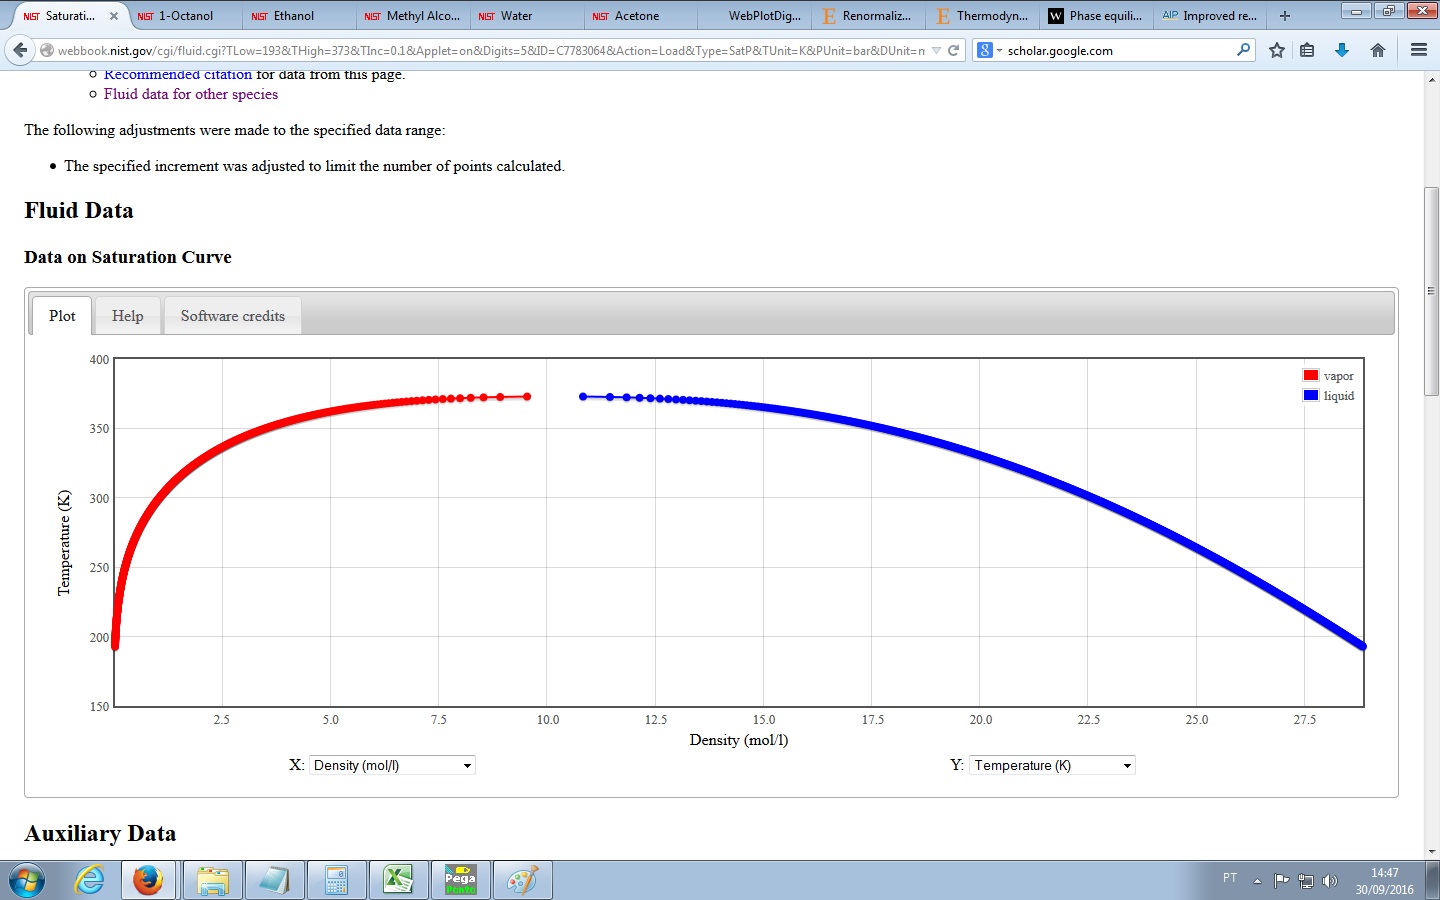 NIST Saturati... NIST 1-Octanol NIST Ethanol NIST Methyl Alco... NIST Water NIST Acetone WebPlotDig... E Renormaliz... E Thermodyn... W Phase equili... AIP Improved re...
webbook.nist.gov/cgi/fluid.cgi?TLow=193&THigh=373&TInc=0.1&Applet=on&Digits=5&ID=C7783064&Action=Load&Type=SatP&TUnit=K&PUnit=bar&DUnit=m 8 scholar.google.com
Recommended citation for data from this page.
Fluid data for other species
The following adjustments were made to the specified data range:
The specified increment was adjusted to limit the number of points calculated.
Fluid Data
Data on Saturation Curve
Plot Help Software credits
400
350
300
250
200
150
Temperature (K)
vapor
liquid
2.5 5.0 7.5 10.0 12.5 15.0 17.5 20.0 22.5 25.0 27.5
Density (mol/l)
X: Density (mol/l) Y: Temperature (K)
Auxiliary Data
Pega
Ponto
PT
14:47
30/09/2016